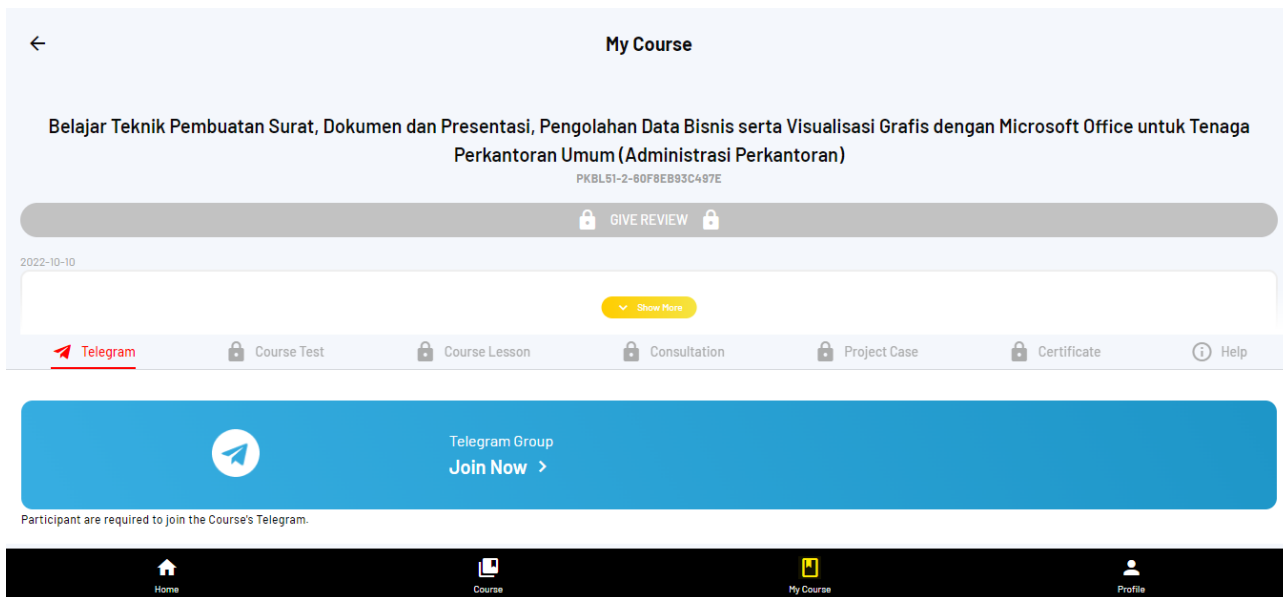 My Course
Belajar Teknik Pembuatan Surat, Dokumen dan Presentasi, Pengolahan Data Bisnis serta Visualisasi Grafis dengan Microsoft Office untuk Tenaga
Perkantoran Umum (Administrasi Perkantoran)
PKBL51-2-80F8EB93C497E
GIVE REVIEW
2022-10-10
Show More
Telegram Course Test Course Lesson Consultation Project Case Certificate Help
Telegram Group
Join Now
Participant are required to join the Course's Telegram.
Home Course My Course Profile